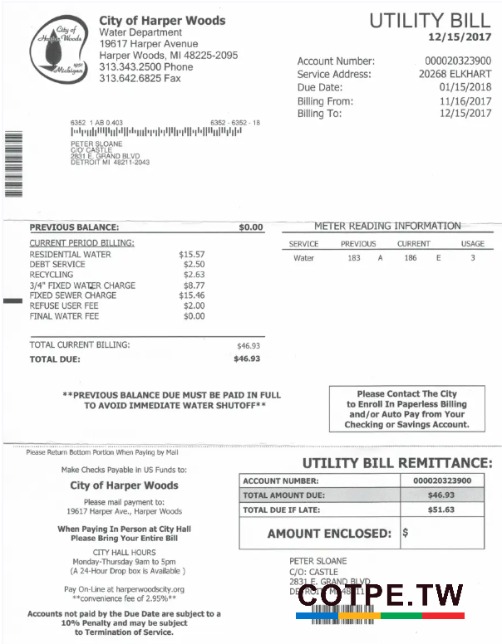 City of Harper Woods
Water Department
19617 Harper Avenue
Harper Woods, MI 48225-2095
313.343.2500 Phone
313.642.6825 Fax
City of
Harper Woods
Michigan
UTILITY BILL
12/15/2017
Account Number: 000020323900
Service Address: 20268 ELKHART
Due Date: 01/15/2018
Billing From: 11/16/2017
Billing To: 12/15/2017
6352 1 AB 0.403 6352 - 6352 - 18
PETER SLOANE
C/O CASTLE
2831 E. GRAND BLVD
DETROIT MI 48211-2043
PREVIOUS BALANCE: $0.00
CURRENT PERIOD BILLING:
RESIDENTIAL WATER $15.57
DEBT SERVICE $2.50
RECYCLING $2.63
3/4" FIXED WATER CHARGE $8.77
FIXED SEWER CHARGE $15.46
REFUSE USER FEE $2.00
FINAL WATER FEE $0.00
TOTAL CURRENT BILLING: $46.93
TOTAL DUE: $46.93
METER READING INFORMATION
SERVICE PREVIOUS CURRENT USAGE
Water 183 A 186 E 3
**PREVIOUS BALANCE DUE MUST BE PAID IN FULL
TO AVOID IMMEDIATE WATER SHUTOFF**
Please Contact The City
to Enroll In Paperless Billing
and/or Auto Pay from Your
Checking or Savings Account.
Please Return Bottom Portion When Paying by Mail
Make Checks Payable in US Funds to:
City of Harper Woods
Please mail payment to:
19617 Harper Ave., Harper Woods
When Paying In Person at City Hall
Please Bring Your Entire Bill
CITY HALL HOURS
Monday-Thursday 9am to 5pm
(A 24-Hour Drop box is Available )
Pay On-Line at harperwoodscity.org
**convenience fee of 2.95%**
Accounts not paid by the Due Date are subject to a
10% Penalty and may be subject
to Termination of Service.
UTILITY BILL REMITTANCE:
ACCOUNT NUMBER: 000020323900
TOTAL AMOUNT DUE: $46.93
TOTAL DUE IF LATE: $51.63
AMOUNT ENCLOSED: $
PETER SLOANE
C/O: CASTLE
2831 E. GRAND BLVD
COTPE.TW